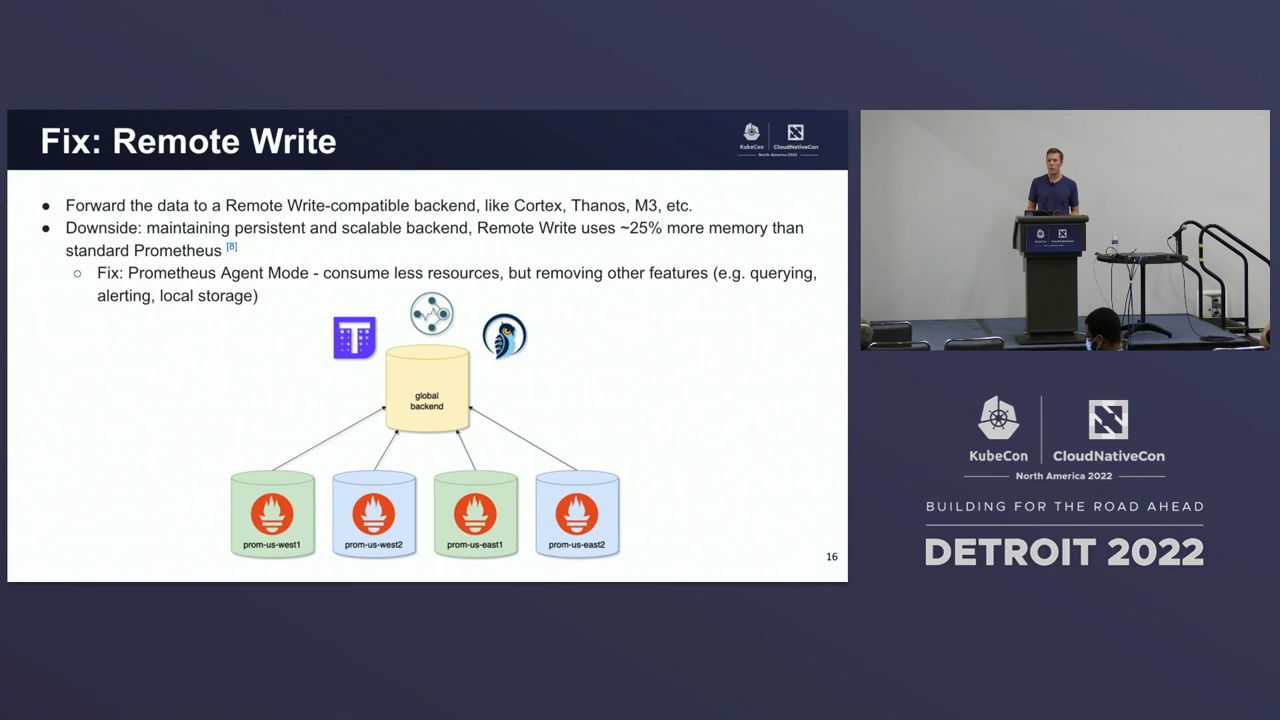 Fix: Remote Write
KubeCon
CloudNativeCon
North America 2022
● Forward the data to a Remote Write-compatible backend, like Cortex, Thanos, M3, etc.
● Downside: maintaining persistent and scalable backend, Remote Write uses ~25% more memory than
standard Prometheus [8]
○ Fix: Prometheus Agent Mode - consume less resources, but removing other features (e.g. querying,
alerting, local storage)
global
backend
prom-us-west1
prom-us-west2
prom-us-east1
prom-us-east2
16
KubeCon
CloudNativeCon
North America 2022
BUILDING FOR THE ROAD AHEAD
DETROIT 2022